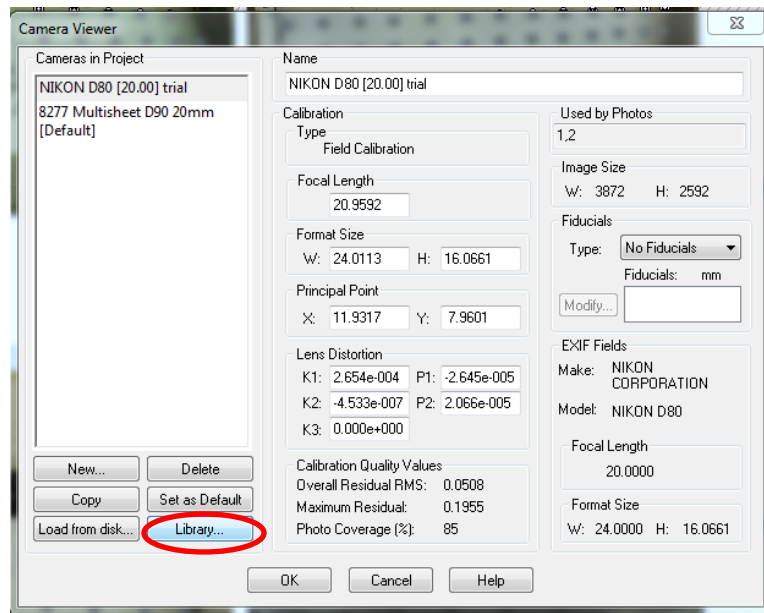 Camera Viewer
Cameras in Project
NIKON D80 [20.00] trial
8277 Multisheet D90 20mm
[Default]
New...
Delete
Copy
Set as Default
Load from disk...
Library...
Name
NIKON D80 [20.00] trial
Calibration
Type
Field Calibration
Focal Length
20.9592
Format Size
W: 24.0113 H: 16.0661
Principal Point
X: 11.9317 Y: 7.9601
Lens Distortion
K1: 2.654e-004 P1: -2.645e-005
K2: -4.533e-007 P2: 2.066e-005
K3: 0.000e+000
Calibration Quality Values
Overall Residual RMS: 0.0508
Maximum Residual: 0.1955
Photo Coverage (%): 85
Used by Photos
1,2
Image Size
W: 3872 H: 2592
Fiducials
Type: No Fiducials
Fiducials: mm
Modify...
EXIF Fields
Make: NIKON
CORPORATION
Model: NIKON D80
Focal Length
20.0000
Format Size
W: 24.0000 H: 16.0661
OK
Cancel
Help